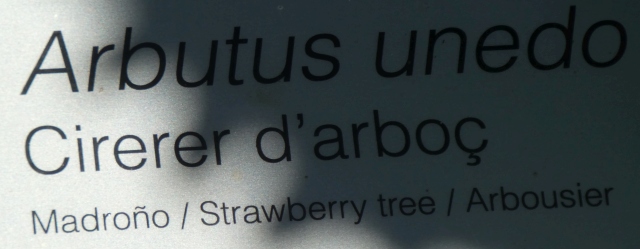 Arbutus unedo
Cirerer d'arboç
Madroño / Strawberry tree / Arbousier